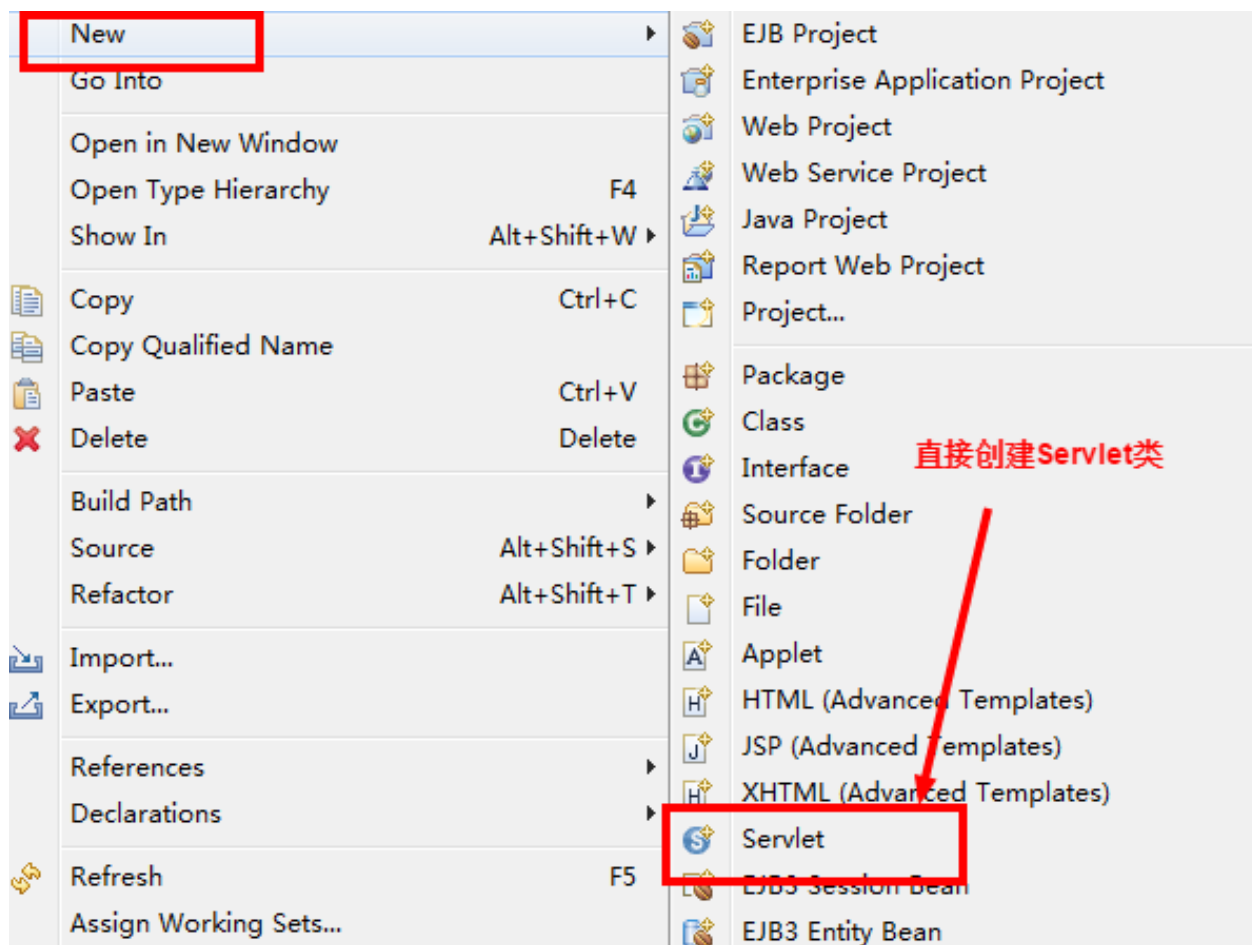 New
Go Into
Open in New Window
Open Type Hierarchy F4
Show In Alt+Shift+W
Copy Ctrl+C
Copy Qualified Name
Paste Ctrl+V
Delete Delete
Build Path
Source Alt+Shift+S
Refactor Alt+Shift+T
Import...
Export...
References
Declarations
Refresh F5
Assign Working Sets...
EJB Project
Enterprise Application Project
Web Project
Web Service Project
Java Project
Report Web Project
Project...
Package
Class
Interface
直接创建Servlet类
Source Folder
Folder
File
Applet
HTML (Advanced Templates)
JSP (Advanced Templates)
XHTML (Advanced Templates)
Servlet
EJB3 Session Bean
EJB3 Entity Bean